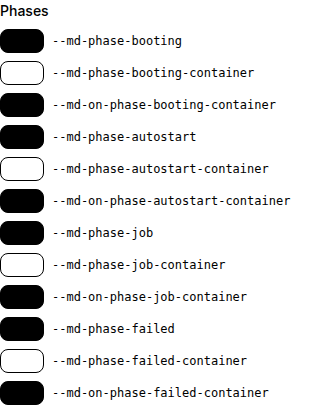 Phases
--md-phase-booting
--md-phase-booting-container
--md-on-phase-booting-container
--md-phase-autostart
--md-phase-autostart-container
--md-on-phase-autostart-container
--md-phase-job
--md-phase-job-container
--md-on-phase-job-container
--md-phase-failed
--md-phase-failed-container
--md-on-phase-failed-container